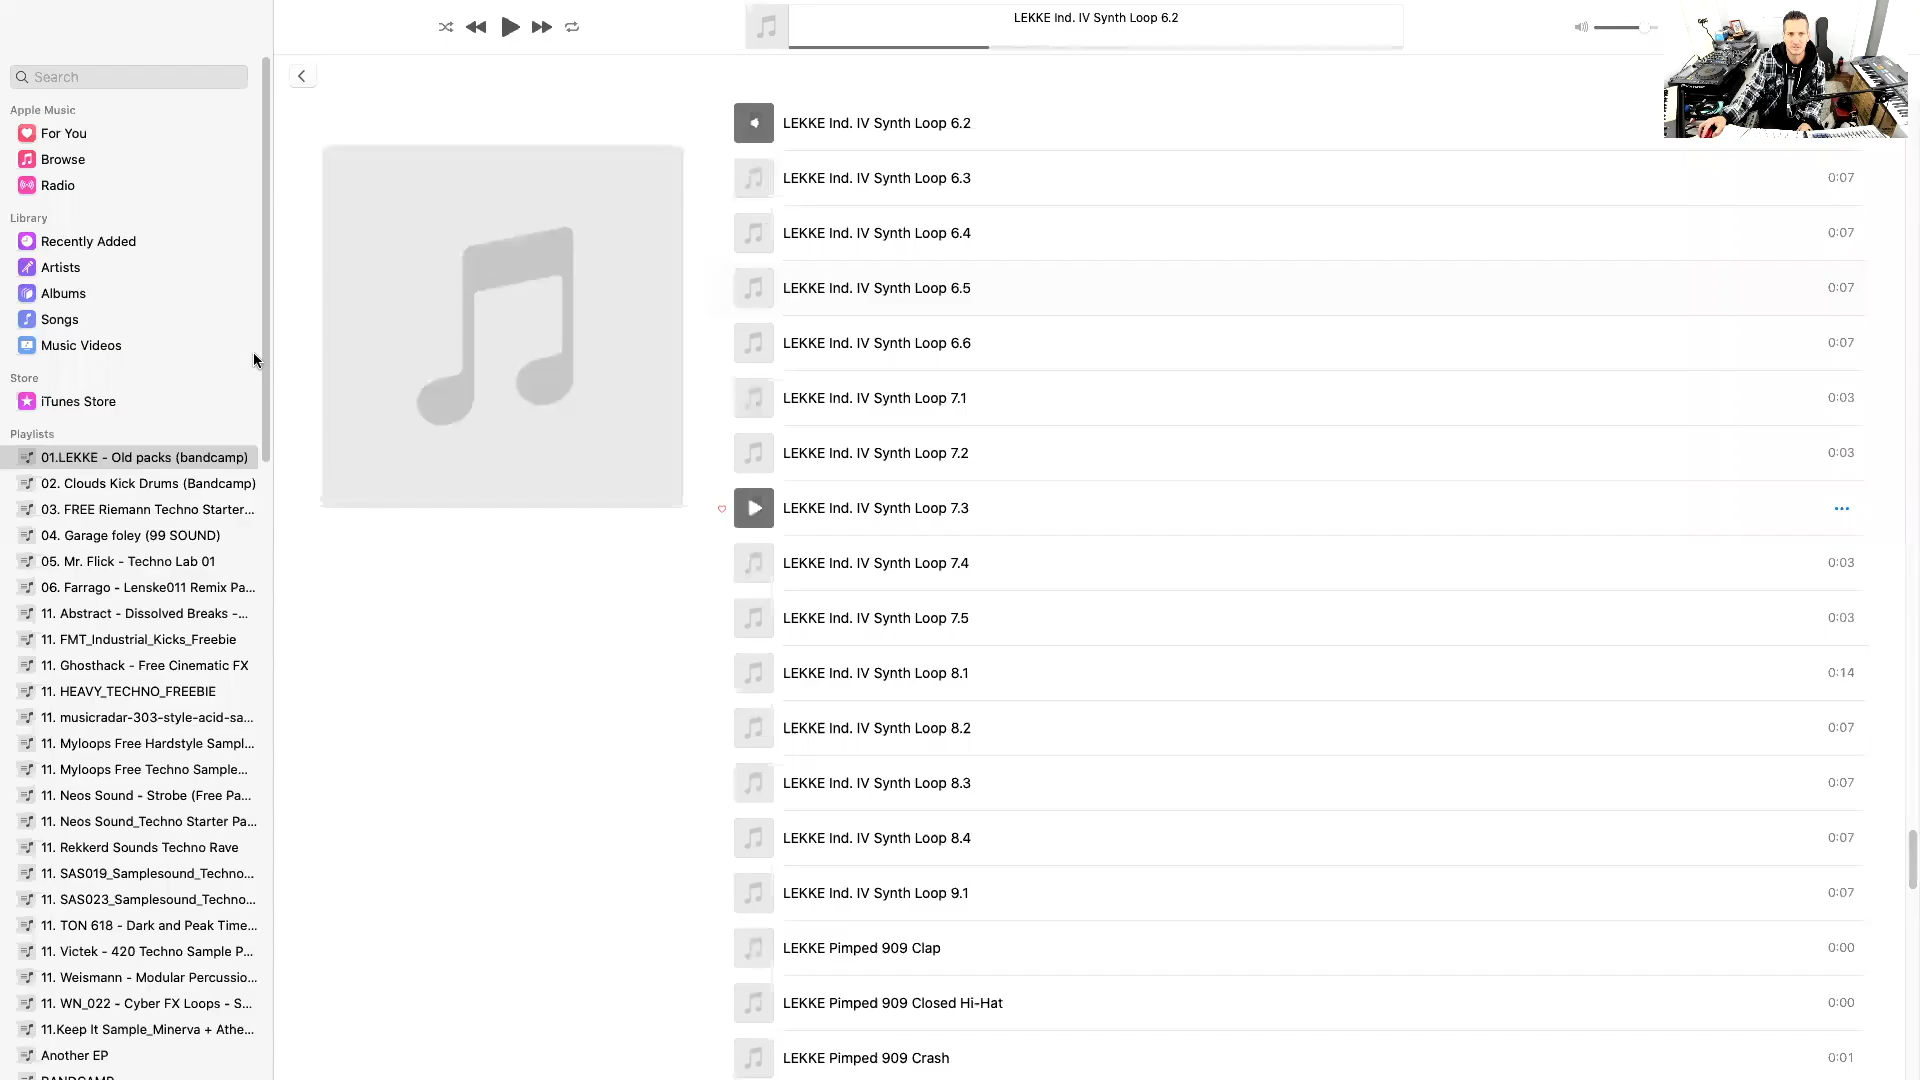 LEKKE Ind. IV Synth Loop 6.2
Search
Apple Music
For You
Browse
Radio
Library
Recently Added
Artists
Albums
Songs
Music Videos
Store
iTunes Store
Playlists
01.LEKKE - Old packs (bandcamp)
02. Clouds Kick Drums (Bandcamp)
03. FREE Riemann Techno Starter...
04. Garage foley (99 SOUND)
05. Mr. Flick - Techno Lab 01
06. Farrago - Lenske011 Remix Pa...
11. Abstract - Dissolved Breaks -...
11. FMT_Industrial_Kicks_Freebie
11. Ghosthack - Free Cinematic FX
11. HEAVY_TECHNO_FREEBIE
11. musicradar-303-style-acid-sa...
11. Myloops Free Hardstyle Sampl...
11. Myloops Free Techno Sample...
11. Neos Sound - Strobe (Free Pa...
11. Neos Sound_Techno Starter Pa...
11. Rekkerd Sounds Techno Rave
11. SAS019_Samplesound_Techno...
11. SAS023_Samplesound_Techno...
11. TON 618 - Dark and Peak Time...
11. Victek - 420 Techno Sample P...
11. Weismann - Modular Percussio...
11. WN_022 - Cyber FX Loops - S...
11.Keep It Sample_Minerva + Athe...
Another EP
BANDCAMP
LEKKE Ind. IV Synth Loop 6.2
LEKKE Ind. IV Synth Loop 6.3 0:07
LEKKE Ind. IV Synth Loop 6.4 0:07
LEKKE Ind. IV Synth Loop 6.5 0:07
LEKKE Ind. IV Synth Loop 6.6 0:07
LEKKE Ind. IV Synth Loop 7.1 0:03
LEKKE Ind. IV Synth Loop 7.2 0:03
LEKKE Ind. IV Synth Loop 7.3
LEKKE Ind. IV Synth Loop 7.4 0:03
LEKKE Ind. IV Synth Loop 7.5 0:03
LEKKE Ind. IV Synth Loop 8.1 0:14
LEKKE Ind. IV Synth Loop 8.2 0:07
LEKKE Ind. IV Synth Loop 8.3 0:07
LEKKE Ind. IV Synth Loop 8.4 0:07
LEKKE Ind. IV Synth Loop 9.1 0:07
LEKKE Pimped 909 Clap 0:00
LEKKE Pimped 909 Closed Hi-Hat 0:00
LEKKE Pimped 909 Crash 0:01